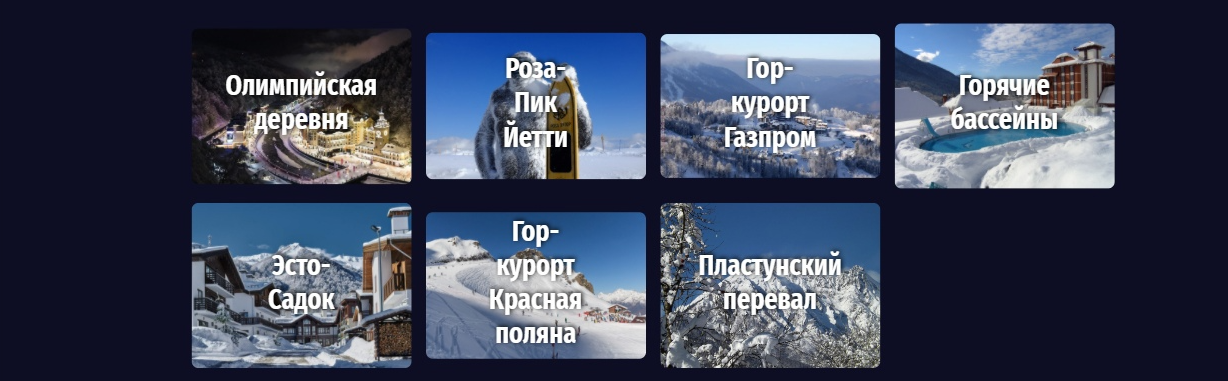 Олимпийская
деревня
Роза-
Пик
Йетти
Гор-
курорт
Газпром
Горячие
бассейны
Эсто-
Садок
Гор-
курорт
Красная
поляна
Пластунский
перевал